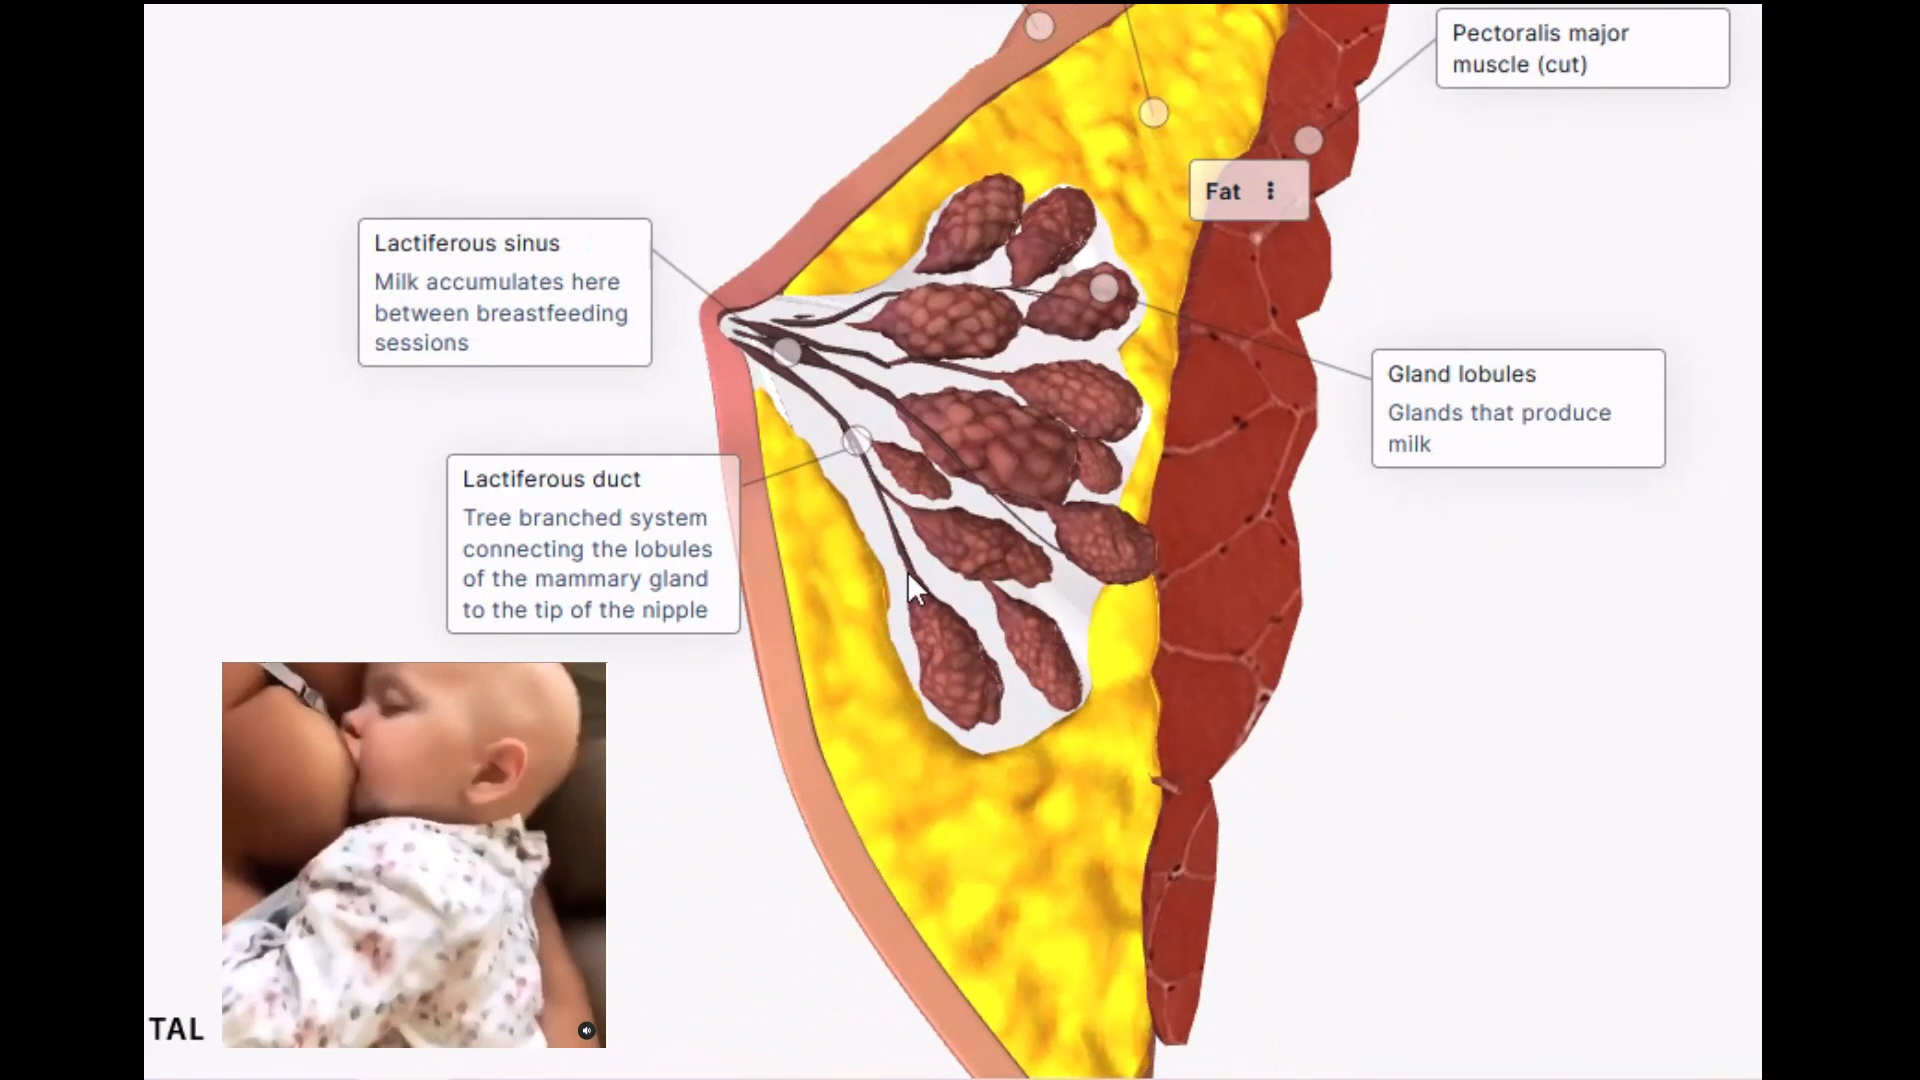 Pectoralis major
muscle (cut)
Fat
Lactiferous sinus
Milk accumulates here
between breastfeeding
sessions
Gland lobules
Glands that produce
milk
Lactiferous duct
Tree branched system
connecting the lobules
of the mammary gland
to the tip of the nipple
TAL